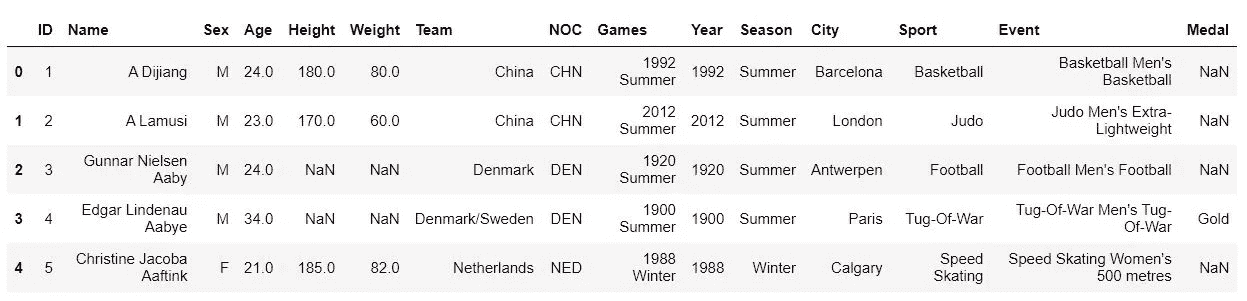 ID Name Sex Age Height Weight Team NOC Games Year Season City Sport Event Medal
0 1 A Dijiang M 24.0 180.0 80.0 China CHN 1992 Summer 1992 Summer Barcelona Basketball Basketball Men's Basketball NaN
1 2 A Lamusi M 23.0 170.0 60.0 China CHN 2012 Summer 2012 Summer London Judo Judo Men's Extra-Lightweight NaN
2 3 Gunnar Nielsen Aaby M 24.0 NaN NaN Denmark DEN 1920 Summer 1920 Summer Antwerpen Football Football Men's Football NaN
3 4 Edgar Lindenau Aabye M 34.0 NaN NaN Denmark/Sweden DEN 1900 Summer 1900 Summer Paris Tug-Of-War Tug-Of-War Men's Tug-Of-War Gold
4 5 Christine Jacoba Aaftink F 21.0 185.0 82.0 Netherlands NED 1988 Winter 1988 Winter Calgary Speed Skating Speed Skating Women's 500 metres NaN